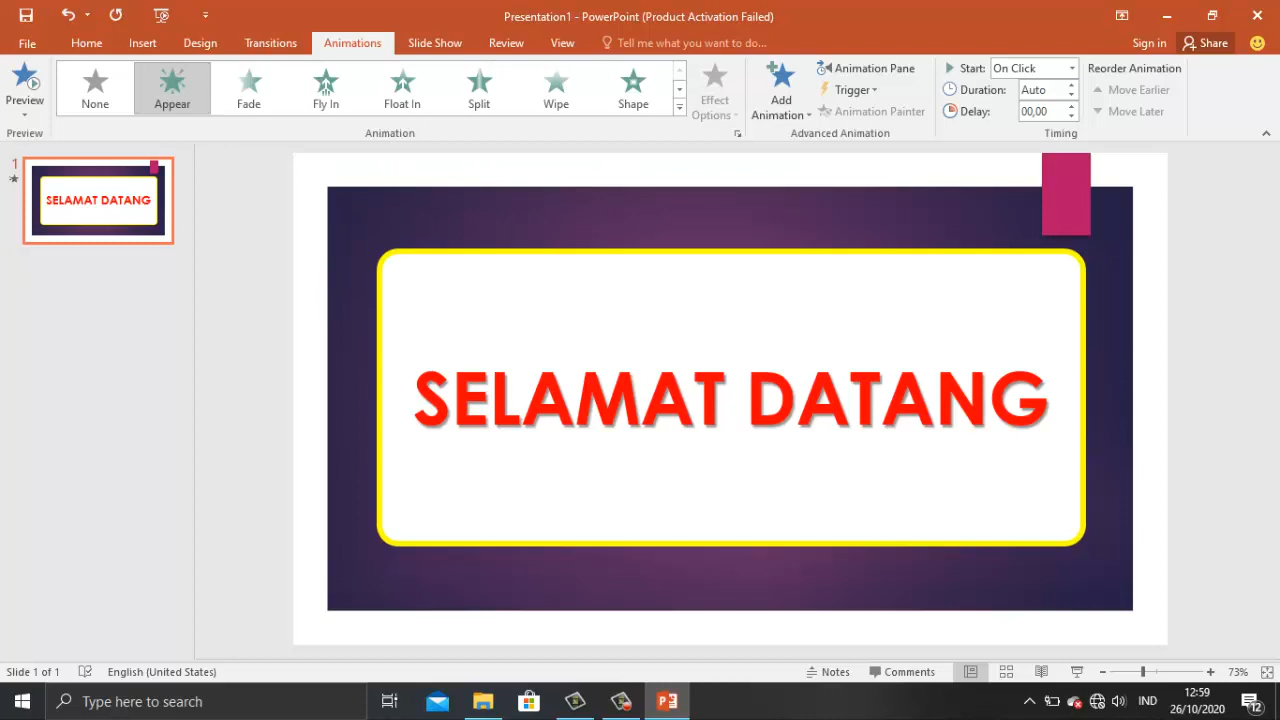 Presentation1 - PowerPoint (Product Activation Failed)
File Home Insert Design Transitions Animations Slide Show Review View Tell me what you want to do... Sign in Share
Preview
None Appear Fade Fly In Float In Split Wipe Shape
Effect Options
Add Animation
Animation Pane
Trigger
Animation Painter
Start: On Click
Duration: Auto
Delay: 00,00
Reorder Animation
Move Earlier
Move Later
Preview Animation Advanced Animation Timing
1
SELAMAT DATANG
SELAMAT DATANG
Slide 1 of 1 English (United States) Notes Comments 73%
Type here to search
IND
12:59
26/10/2020
12